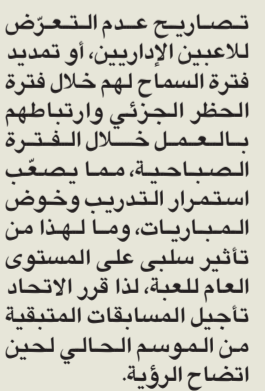 تصاريح عدم التعرّض
للاعبين الإداريين، أو تمديد
فترة السماح لهم خلال فترة
الحظر الجزئي وارتباطهم
بالعمل خلال الفترة
الصباحية، مما يصعّب
استمرار التدريب وخوض
المباريات، وما لهذا من
تأثير سلبي على المستوى
العام للعبة، لذا قرر الاتحاد
تأجيل المسابقات المتبقية
من الموسم الحالي لحين
اتضاح الرؤية.